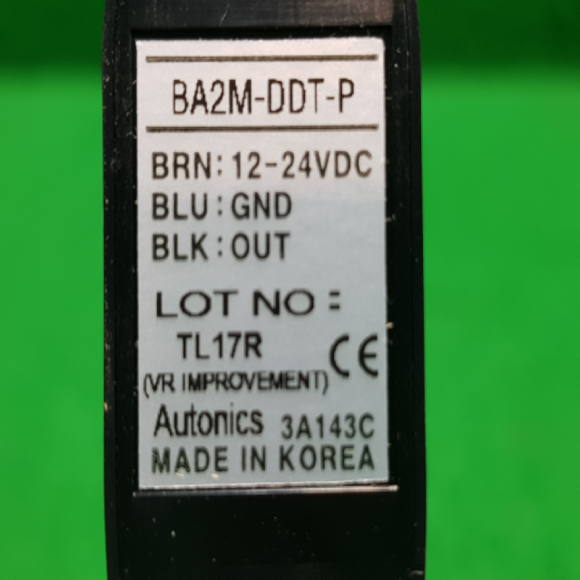 BA2M-DDT-P
BRN: 12-24VDC
BLU: GND
BLK: OUT
LOT NO :
TL17R
CE
(VR IMPROVEMENT)
Autonics 3A143C
MADE IN KOREA